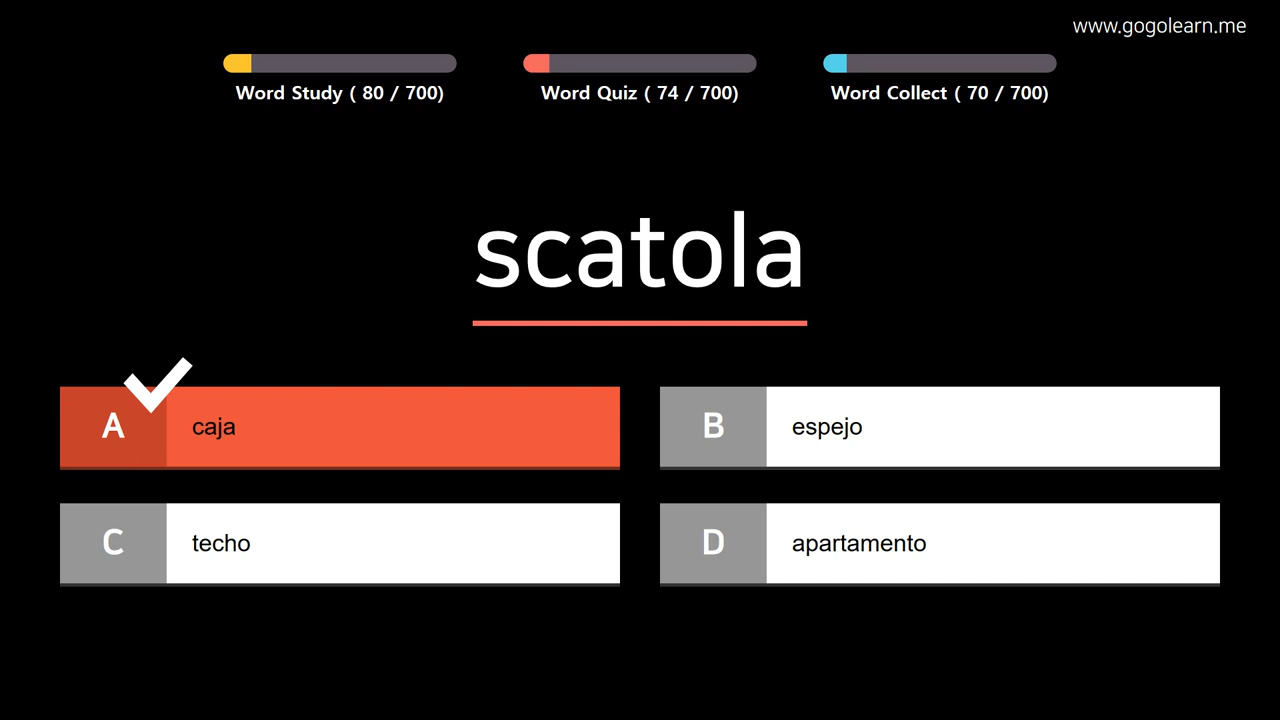 www.gogolearn.me
Word Study ( 80 / 700)
Word Quiz ( 74 / 700)
Word Collect ( 70 / 700)
scatola
A caja
B espejo
C techo
D apartamento